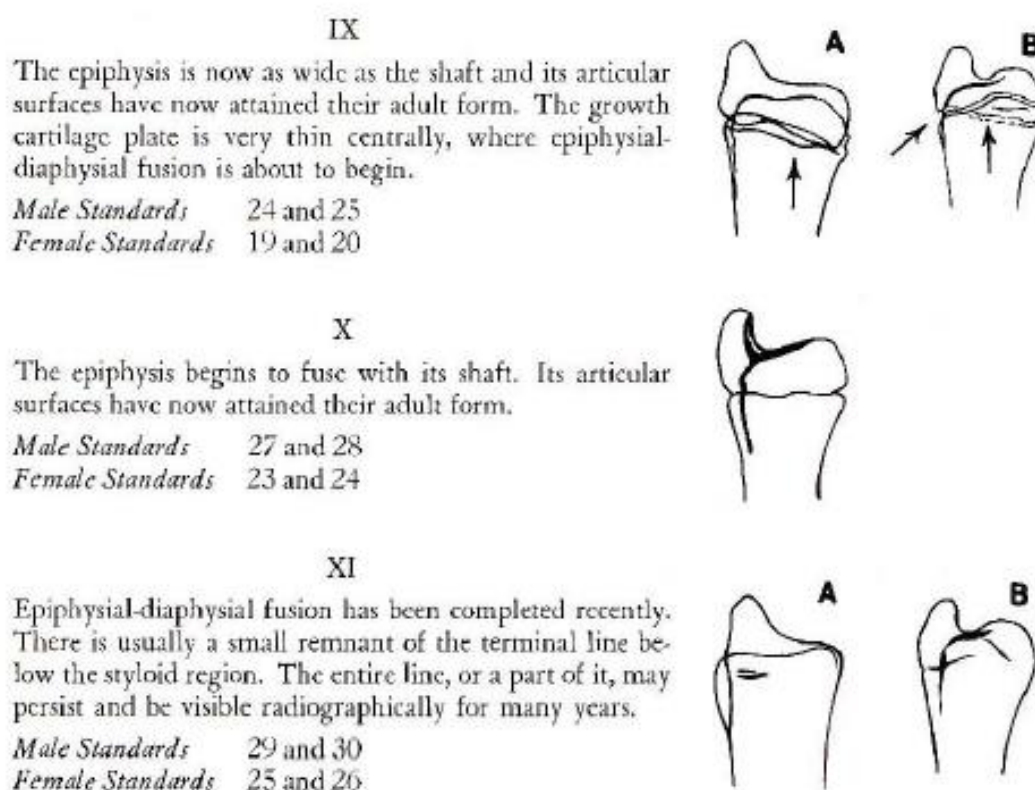 IX
The epiphysis is now as wide as the shaft and its articular
surfaces have now attained their adult form. The growth
cartilage plate is very thin centrally, where epiphysial-
diaphysial fusion is about to begin.
Male Standards 24 and 25
Female Standards 19 and 20
A B
X
The epiphysis begins to fuse with its shaft. Its articular
surfaces have now attained their adult form.
Male Standards 27 and 28
Female Standards 23 and 24
XI
Epiphysial-diaphysial fusion has been completed recently.
There is usually a small remnant of the terminal line be-
low the styloid region. The entire line, or a part of it, may
persist and be visible radiographically for many years.
Male Standards 29 and 30
Female Standards 25 and 26
A B